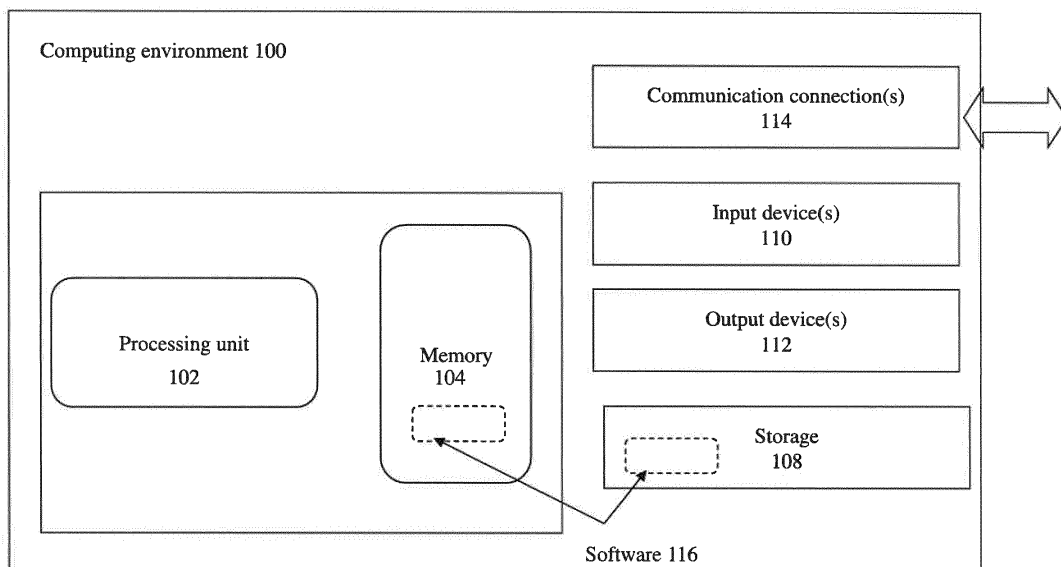 Computing environment 100
Communication connection(s)
114
Input device(s)
110
Output device(s)
112
Processing unit
102
Memory
104
Storage
108
Software 116